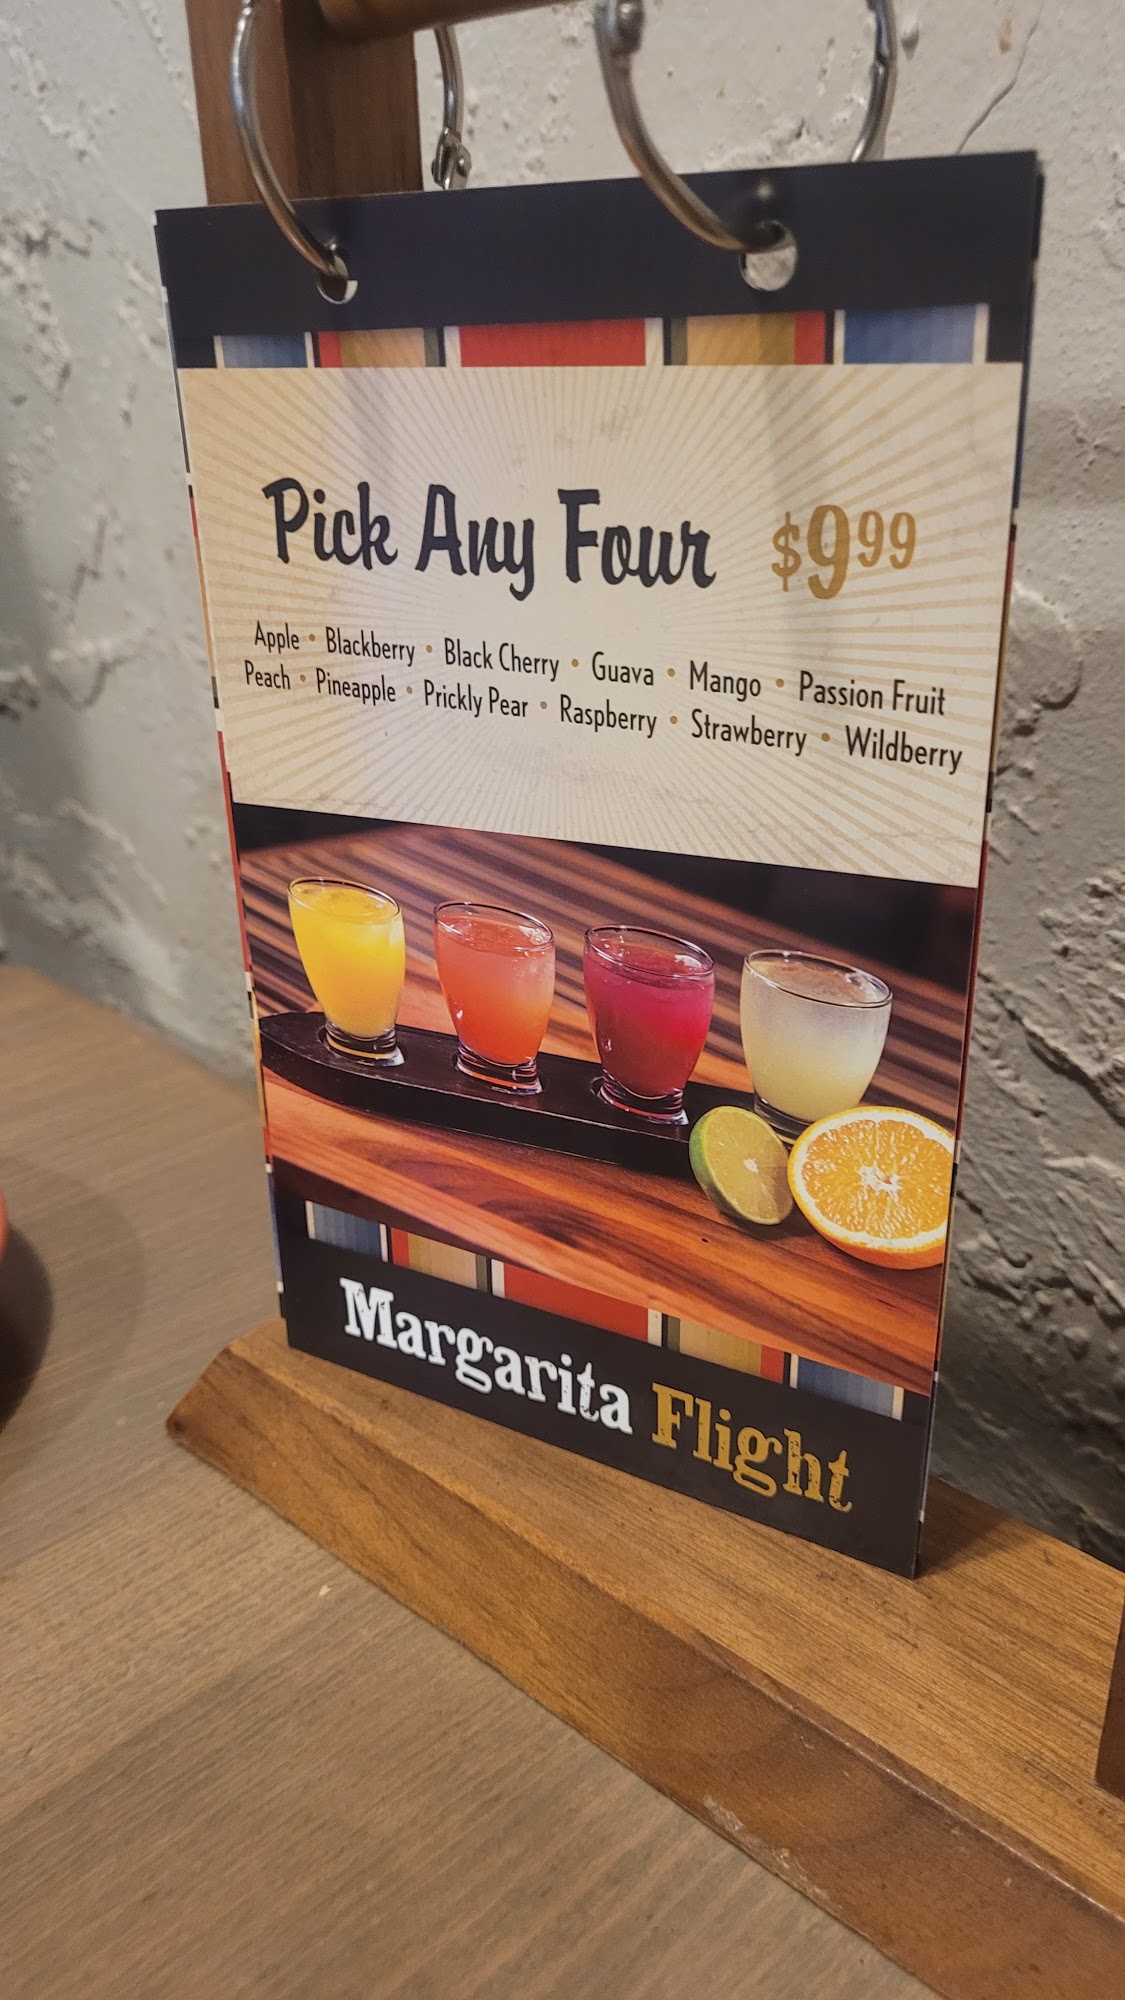 Pick Any Four $9.99
Apple • Blackberry • Black Cherry • Guava • Mango • Passion Fruit
Peach • Pineapple • Prickly Pear • Raspberry • Strawberry • Wildberry
Margarita Flight